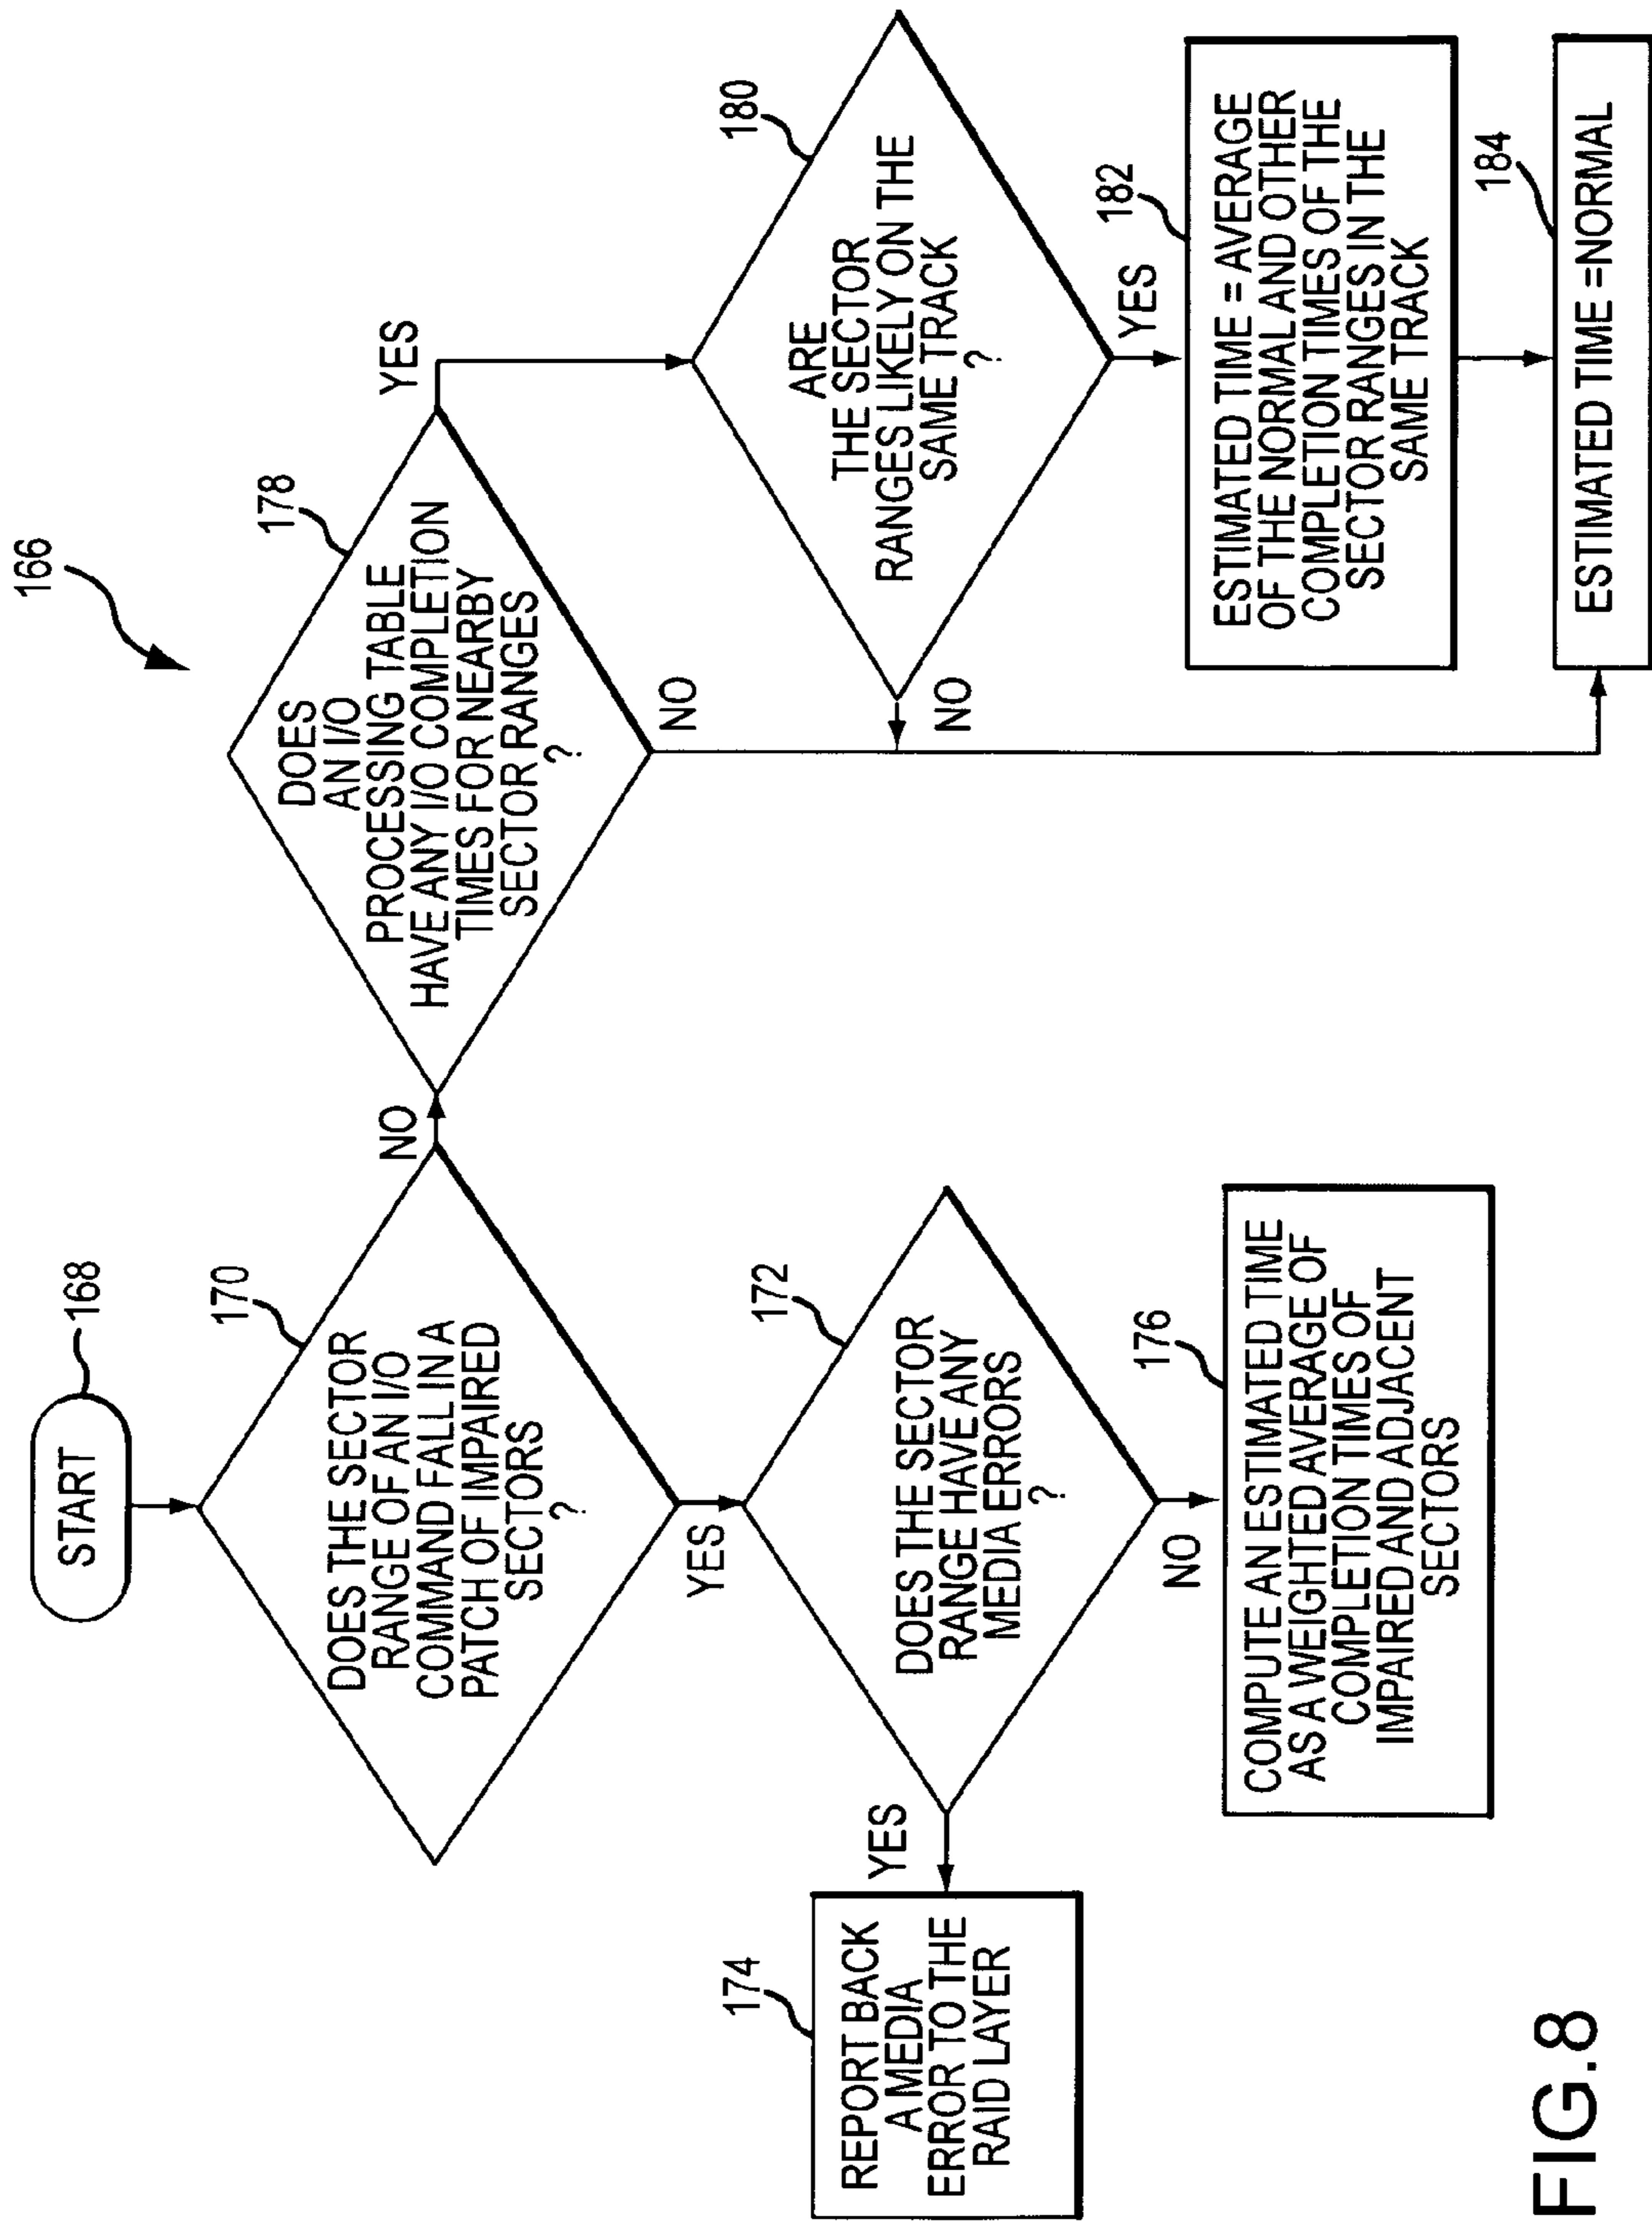 166
START
168
DOES THE SECTOR
RANGE OF AN I/O
COMMAND FALL IN A
PATCH OF IMPAIRED
SECTORS
?
170
NO
YES
DOES THE SECTOR
RANGE HAVE ANY
MEDIA ERRORS
?
172
YES
NO
REPORT BACK
A MEDIA
ERROR TO THE
RAID LAYER
174
COMPUTE AN ESTIMATED TIME
AS A WEIGHTED AVERAGE OF
COMPLETION TIMES OF
IMPAIRED AND ADJACENT
SECTORS
176
DOES
AN I/O
PROCESSING TABLE
HAVE ANY I/O COMPLETION
TIMES FOR NEARBY
SECTOR RANGES
?
178
YES
NO
ARE
THE SECTOR
RANGES LIKELY ON THE
SAME TRACK
?
180
NO
YES
ESTIMATED TIME = AVERAGE
OF THE NORMAL AND OTHER
COMPLETION TIMES OF THE
SECTOR RANGES IN THE
SAME TRACK
182
ESTIMATED TIME =NORMAL
184
FIG.8